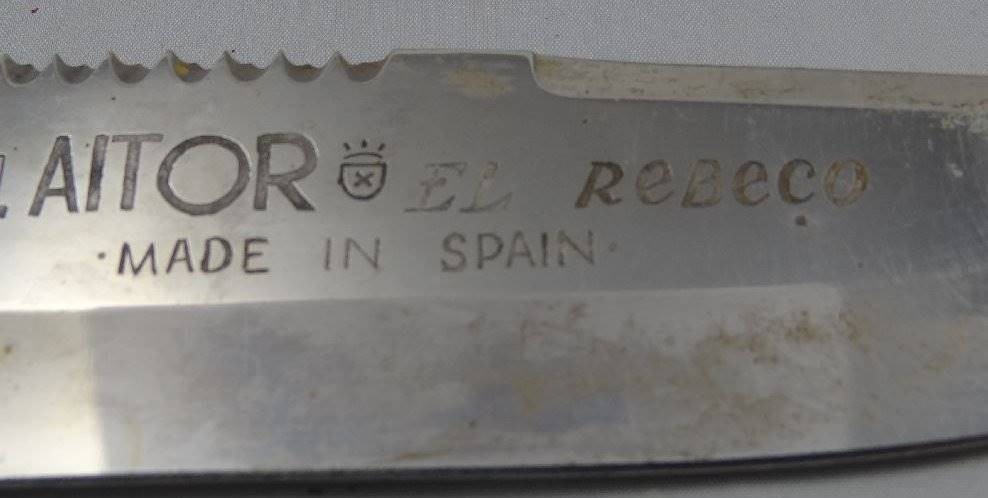 AITOR EL ReBeCO
·MADE IN SPAIN·